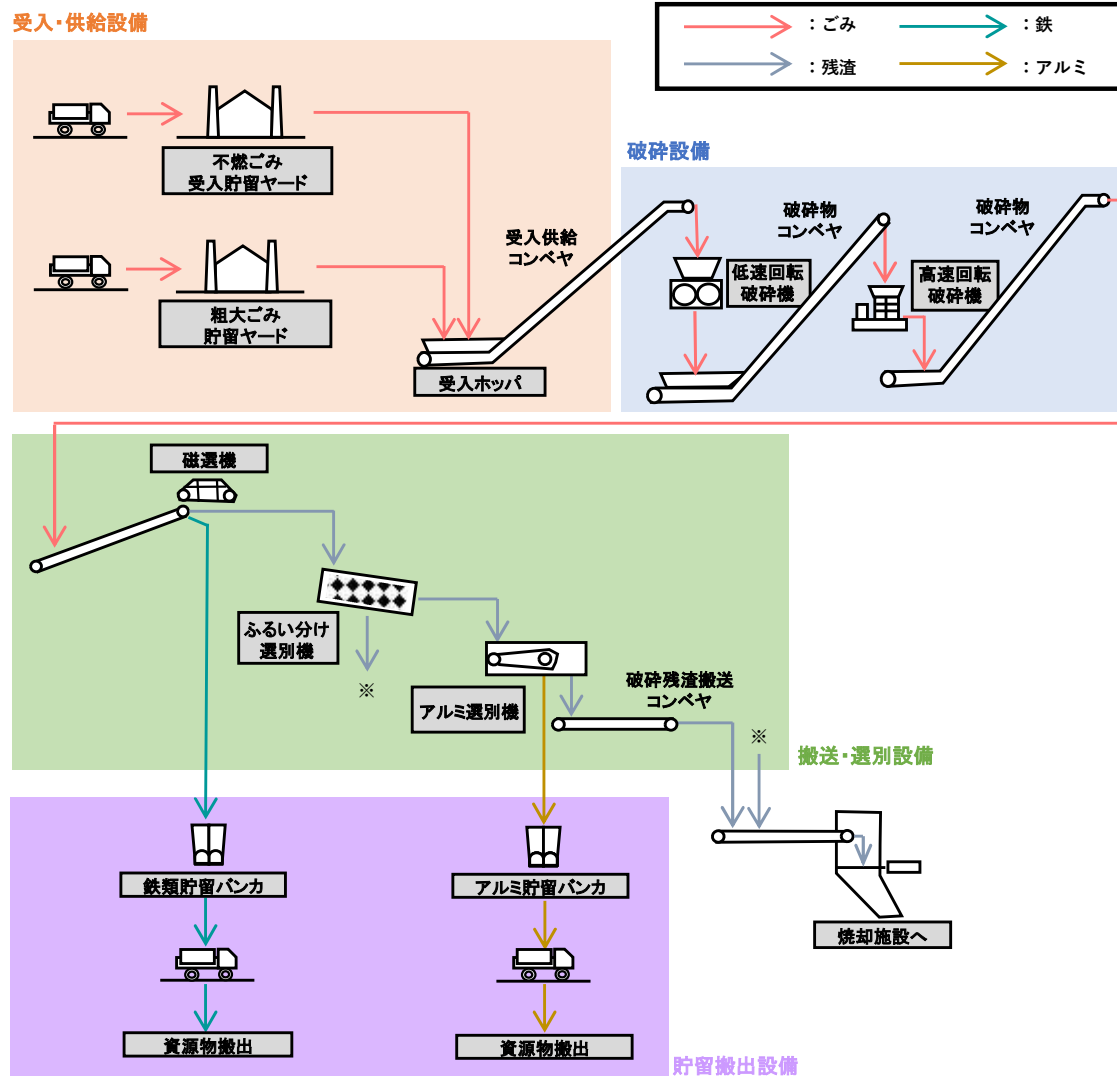 受入・供給設備
：ごみ
：鉄
：残渣
：アルミ
破砕設備
不燃ごみ
受入貯留ヤード
受入供給
コンベヤ
破砕物
コンベヤ
破砕物
コンベヤ
低速回転
破砕機
高速回転
破砕機
粗大ごみ
貯留ヤード
受入ホッパ
磁選機
ふるい分け
選別機
※
アルミ選別機
破砕残渣搬送
コンベヤ
※
搬送・選別設備
鉄類貯留バンカ
アルミ貯留バンカ
焼却施設へ
資源物搬出
資源物搬出
貯留搬出設備